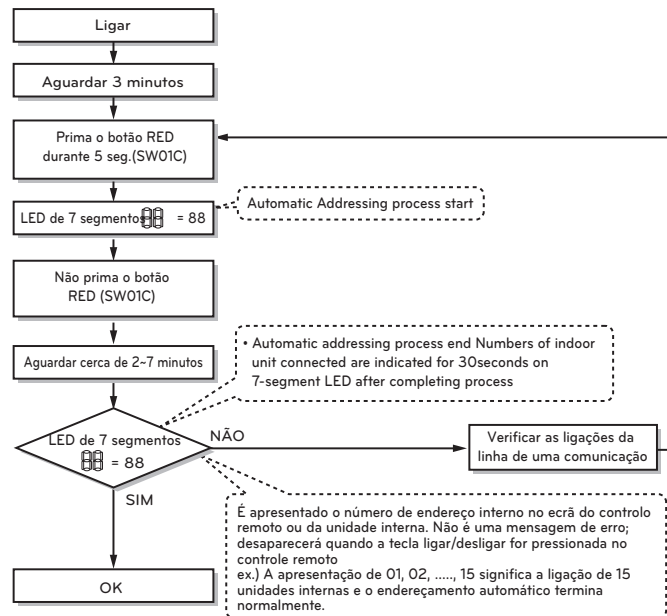 Ligar
Aguardar 3 minutos
Prima o botão RED
durante 5 seg.(SW01C)
LED de 7 segmentos 88 = 88
Automatic Addressing process start
Não prima o botão
RED (SW01C)
Aguardar cerca de 2~7 minutos
• Automatic addressing process end Numbers of indoor
unit connected are indicated for 30seconds on
7-segment LED after completing process
LED de 7 segmentos
88 = 88
NÃO
Verificar as ligações da
linha de uma comunicação
SIM
É apresentado o número de endereço interno no ecrã do controlo
remoto ou da unidade interna. Não é uma mensagem de erro;
desaparecerá quando a tecla ligar/desligar for pressionada no
controle remoto
ex.) A apresentação de 01, 02, ....., 15 significa a ligação de 15
unidades internas e o endereçamento automático termina
normalmente.
OK